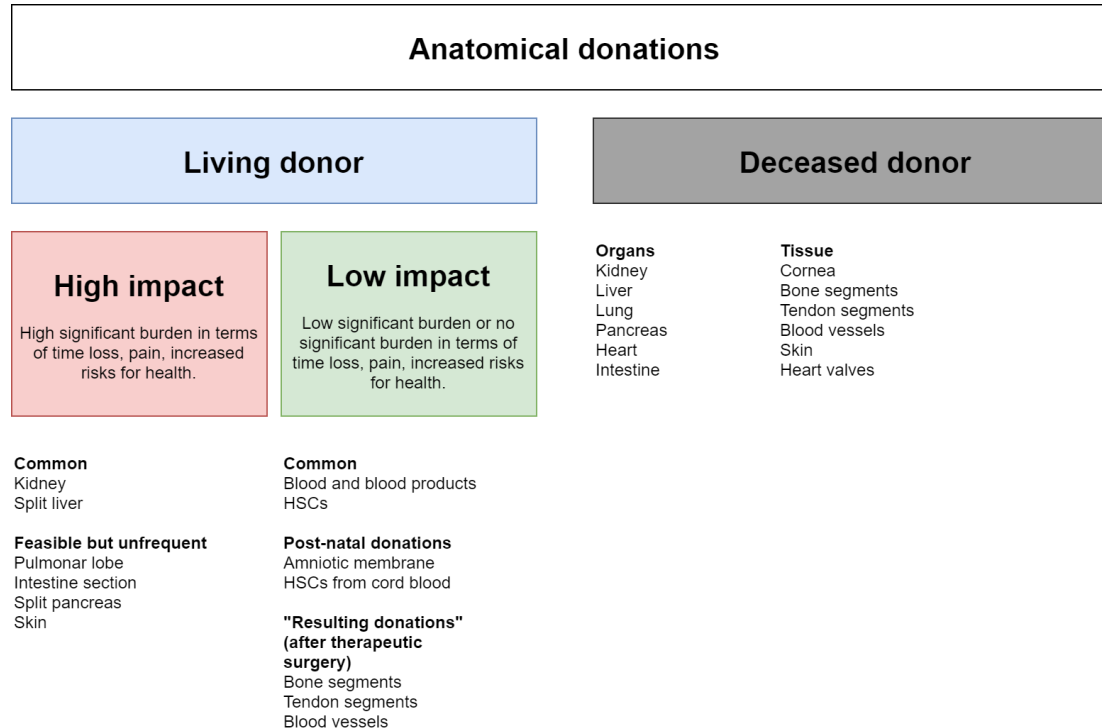 Anatomical donations
Living donor
High impact
High significant burden in terms
of time loss, pain, increased
risks for health.
Common
Kidney
Split liver
Feasible but unfrequent
Pulmonar lobe
Intestine section
Split pancreas
Skin
Low impact
Low significant burden or no
significant burden in terms of
time loss, pain, increased risks
for health.
Common
Blood and blood products
HSCs
Post-natal donations
Amniotic membrane
HSCs from cord blood
"Resulting donations"
(after therapeutic
surgery)
Bone segments
Tendon segments
Blood vessels
Deceased donor
Organs
Kidney
Liver
Lung
Pancreas
Heart
Intestine
Tissue
Cornea
Bone segments
Tendon segments
Blood vessels
Skin
Heart valves